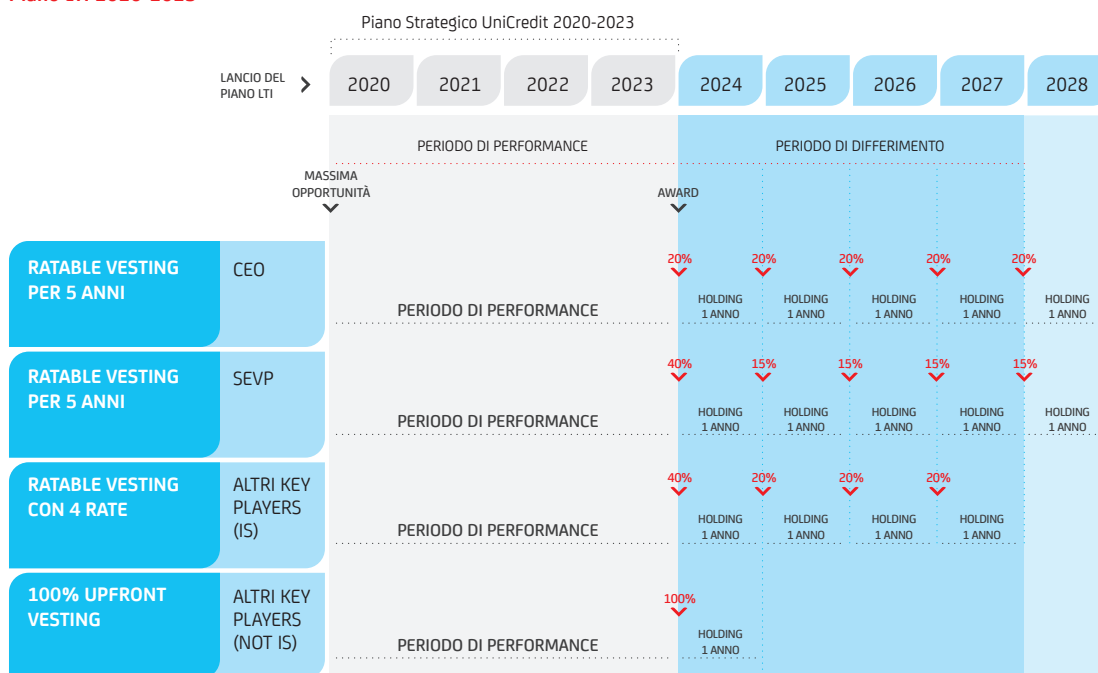 Piano Strategico UniCredit 2020-2023
LANCIO DEL
PIANO LTI
2020 2021 2022 2023 2024 2025 2026 2027 2028
PERIODO DI PERFORMANCE PERIODO DI DIFFERIMENTO
MASSIMA
OPPORTUNITÀ
AWARD
RATABLE VESTING
PER 5 ANNI
CEO
20% 20% 20% 20% 20%
PERIODO DI PERFORMANCE
HOLDING
1 ANNO
HOLDING
1 ANNO
HOLDING
1 ANNO
HOLDING
1 ANNO
HOLDING
1 ANNO
RATABLE VESTING
PER 5 ANNI
SEVP
40% 15% 15% 15% 15%
PERIODO DI PERFORMANCE
HOLDING
1 ANNO
HOLDING
1 ANNO
HOLDING
1 ANNO
HOLDING
1 ANNO
HOLDING
1 ANNO
RATABLE VESTING
CON 4 RATE
ALTRI KEY
PLAYERS
(IS)
40% 20% 20% 20%
PERIODO DI PERFORMANCE
HOLDING
1 ANNO
HOLDING
1 ANNO
HOLDING
1 ANNO
HOLDING
1 ANNO
100% UPFRONT
VESTING
ALTRI KEY
PLAYERS
(NOT IS)
100%
PERIODO DI PERFORMANCE
HOLDING
1 ANNO